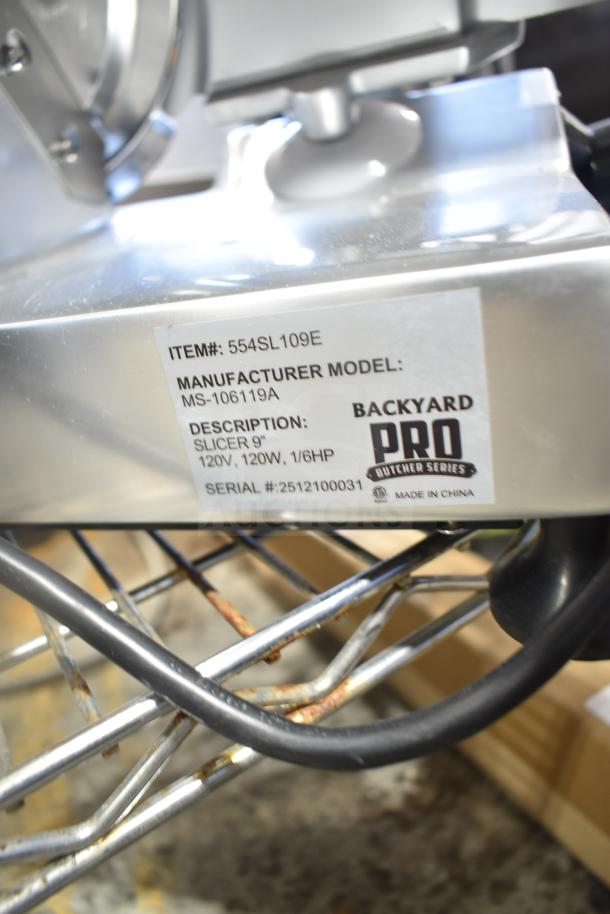 ITEM#: 554SL109E
MANUFACTURER MODEL:
MS-106119A
DESCRIPTION:
SLICER 9"
120V, 120W, 1/6HP
SERIAL #:2512100031
BACKYARD
PRO
BUTCHER SERIES
MADE IN CHINA
AUCTIONS